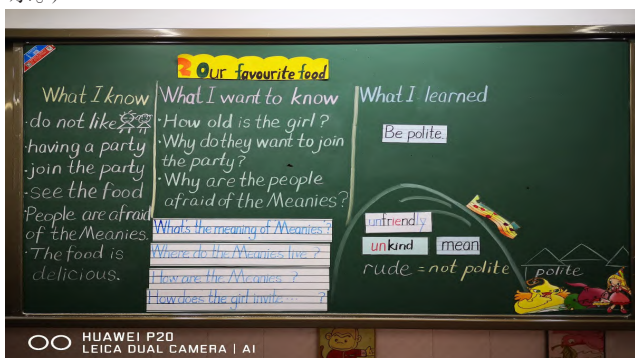 2 Our favourite food
What I know
·do not like
·having a party
·join the party
·see the food
·People are afraid
of the Meanies.
·The food is
delicious.
What I want to know
·How old is the girl?
·Why do they want to join
the party?
·Why are the people
afraid of the Meanies?
What's the meaning of Meanies?
Where do the Meanies live?
How are the Meanies?
How does the girl invite ... ?
What I learned
Be polite.
unfriendly
unkind mean
rude = not polite
polite
HUAWEI P20
LEICA DUAL CAMERA | AI